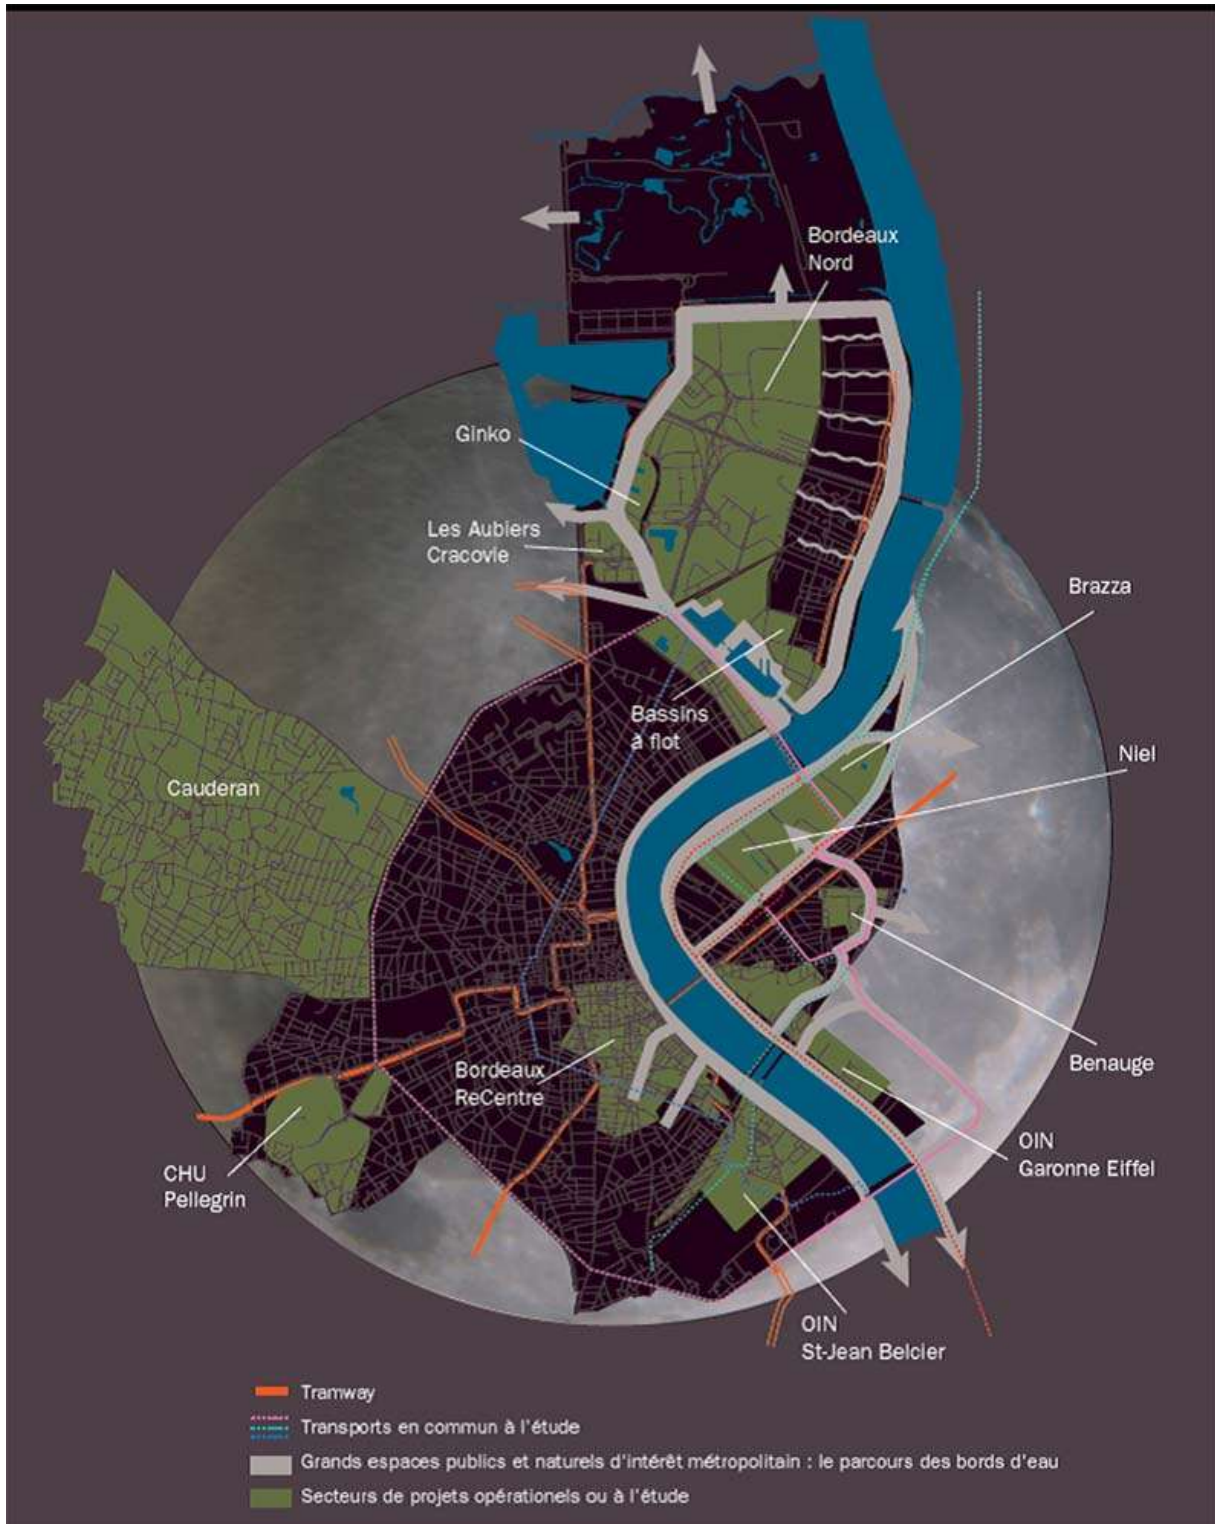 Bordeaux
Nord
Ginko
Les Aubiers
Cracovie
Brazza
Bassins
à flot
Niel
Cauderan
Bordeaux
ReCentre
Benauge
CHU
Pellegrin
OIN
Garonne Eiffel
OIN
St-Jean Belcier
Tramway
Transports en commun à l'étude
Grands espaces publics et naturels d'intérêt métropolitain : le parcours des bords d'eau
Secteurs de projets opérationels ou à l'étude